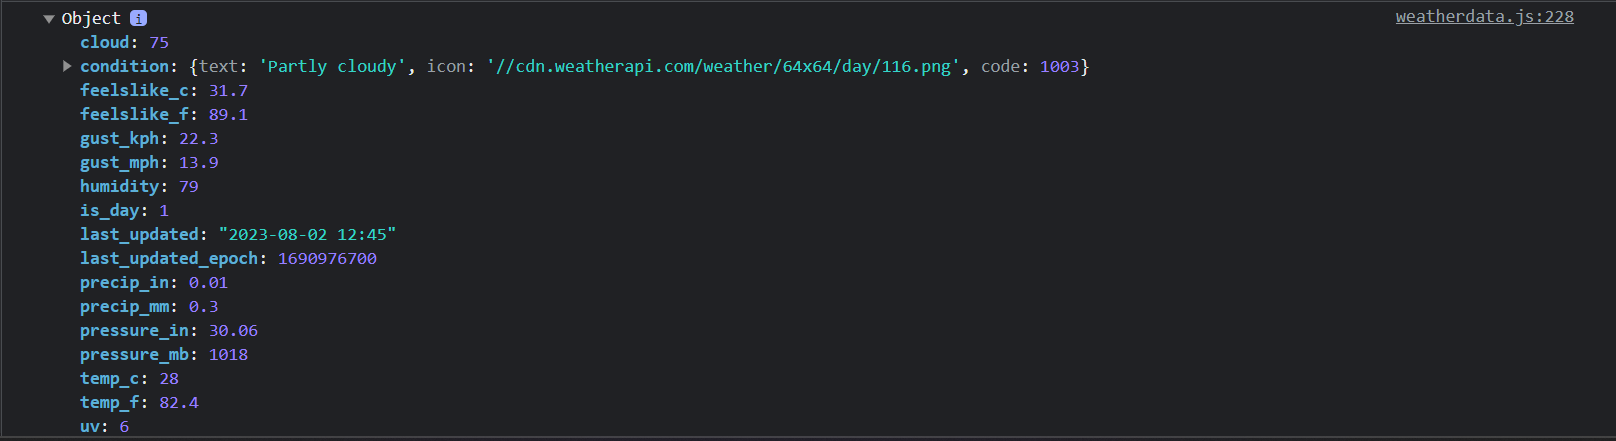 ▼ Object i weatherdata.js:228
cloud: 75
▶ condition: {text: 'Partly cloudy', icon: '//cdn.weatherapi.com/weather/64x64/day/116.png', code: 1003}
feelslike_c: 31.7
feelslike_f: 89.1
gust_kph: 22.3
gust_mph: 13.9
humidity: 79
is_day: 1
last_updated: "2023-08-02 12:45"
last_updated_epoch: 1690976700
precip_in: 0.01
precip_mm: 0.3
pressure_in: 30.06
pressure_mb: 1018
temp_c: 28
temp_f: 82.4
uv: 6